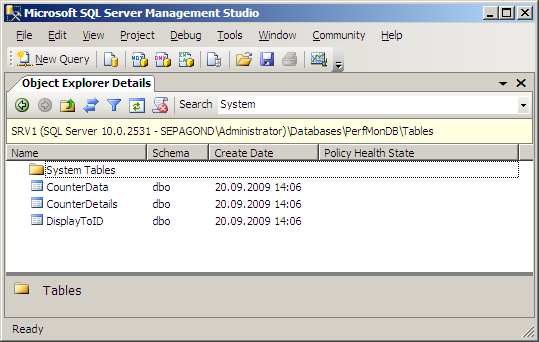 Microsoft SQL Server Management Studio
File Edit View Project Debug Tools Window Community Help
New Query
Object Explorer Details
Search System
SRV1 (SQL Server 10.0.2531 - SEPAGOND\Administrator)\Databases\PerfMonDB\Tables
Name Schema Create Date Policy Health State
System Tables
CounterData dbo 20.09.2009 14:06
CounterDetails dbo 20.09.2009 14:06
DisplayToID dbo 20.09.2009 14:06
Tables
Ready